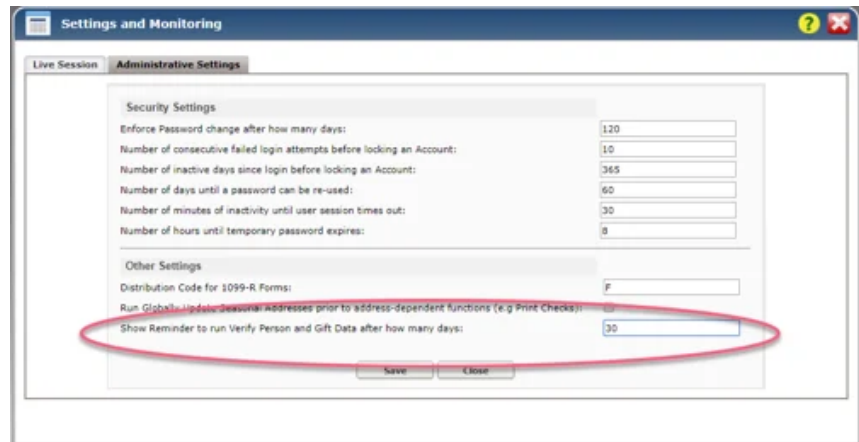 Settings and Monitoring
?
Live Session
Administrative Settings
Security Settings
Enforce Password change after how many days: 120
Number of consecutive failed login attempts before locking an Account: 10
Number of inactive days since login before locking an Account: 365
Number of days until a password can be re-used: 60
Number of minutes of inactivity until user session times out: 30
Number of hours until temporary password expires: 8
Other Settings
Distribution Code for 1099-R Forms: F
Run Globally Update Seasonal Addresses prior to address-dependent functions (e.g Print Checks):
Show Reminder to run Verify Person and Gift Data after how many days: 30
Save Close